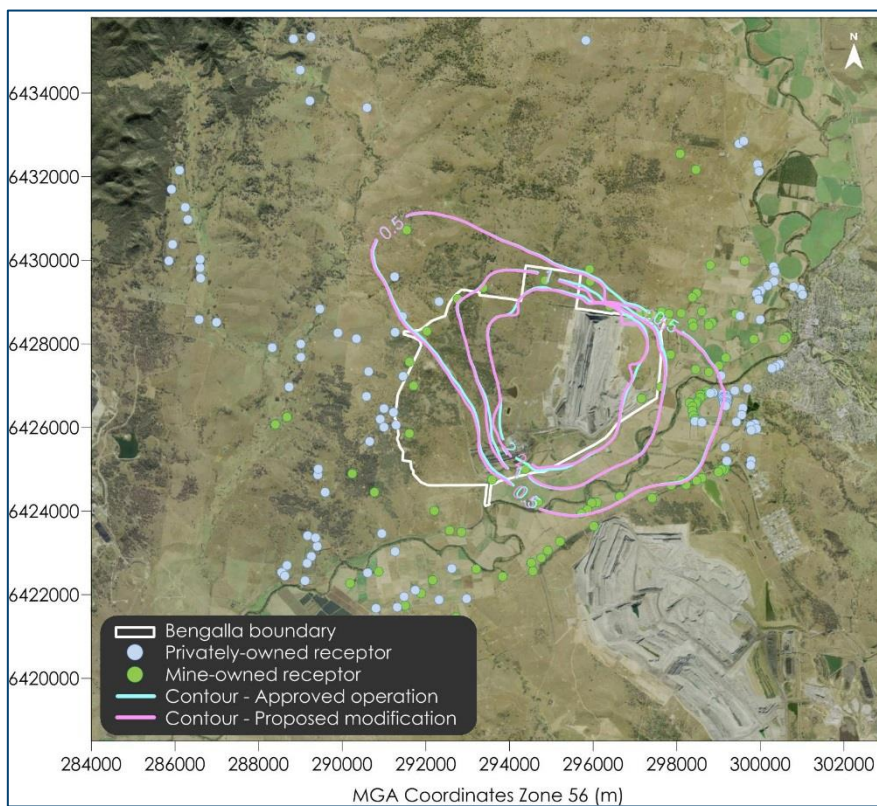 N
6434000
6432000
6430000
6428000
6426000
6424000
6422000
6420000
0.5
1
0.5
2
1
0.5
Bengalla boundary
Privately-owned receptor
Mine-owned receptor
Contour - Approved operation
Contour - Proposed modification
284000 286000 288000 290000 292000 294000 296000 298000 300000 302000
MGA Coordinates Zone 56 (m)